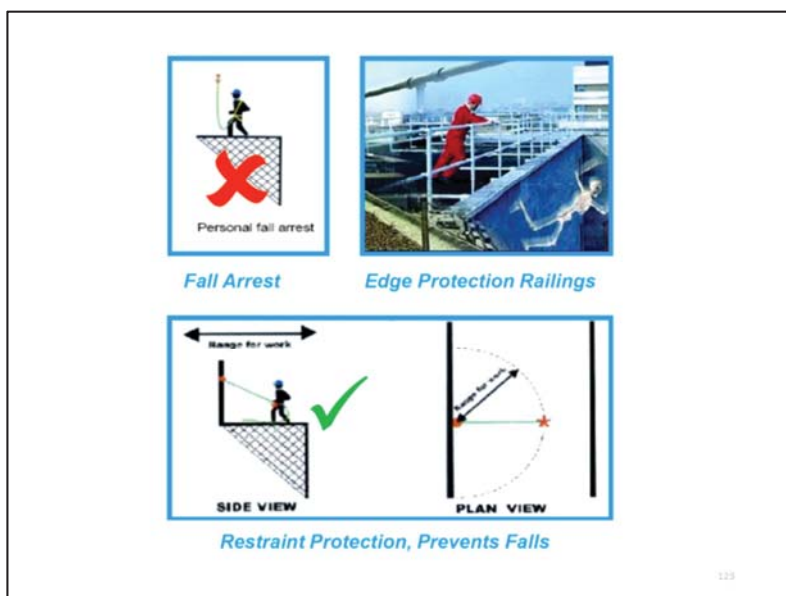 Personal fall arrest
Fall Arrest
Edge Protection Railings
Range for work
Range for work
SIDE VIEW
PLAN VIEW
Restraint Protection, Prevents Falls
125